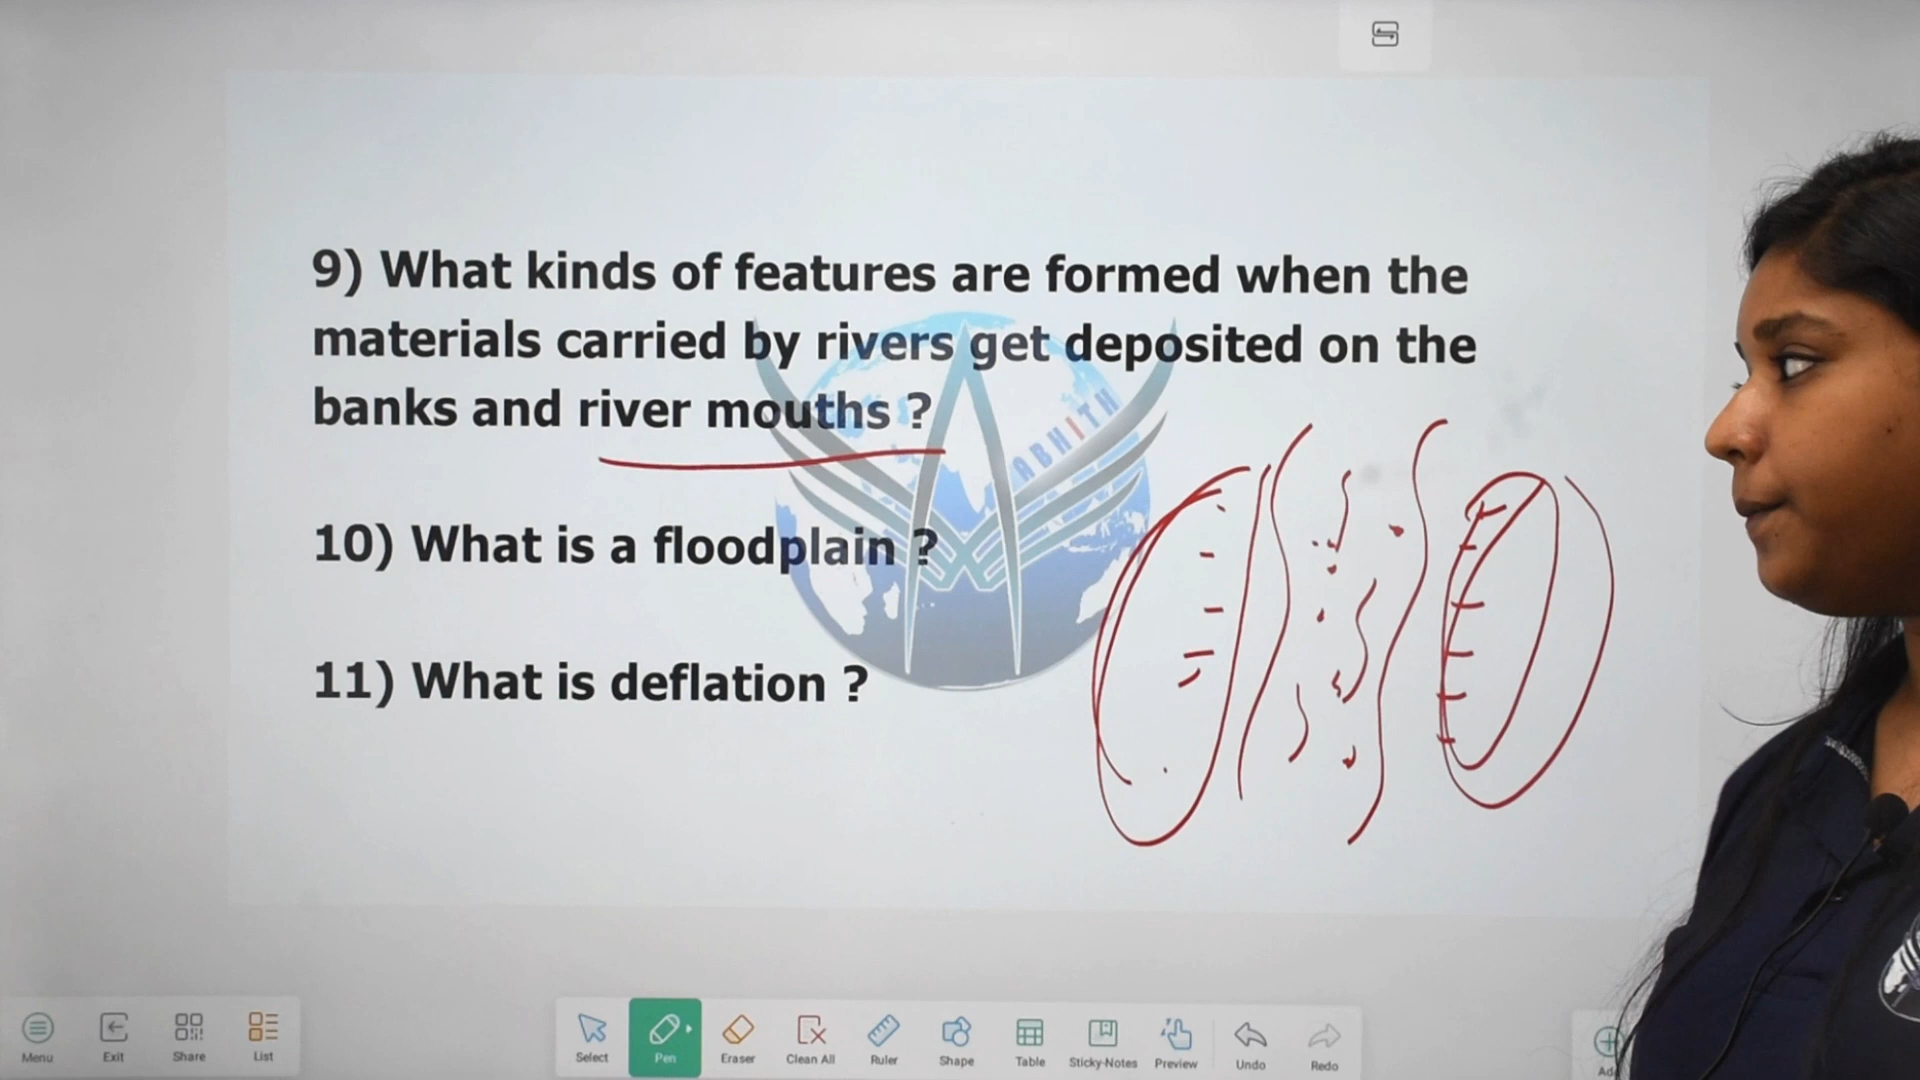 9) What kinds of features are formed when the
materials carried by rivers get deposited on the
banks and river mouths ?
ABHITH
10) What is a floodplain ?
11) What is deflation ?
Menu
Exit
Share
List
Select
Pen
Eraser
Clean All
Ruler
Shape
Table
Sticky-Notes
Preview
Undo
Redo